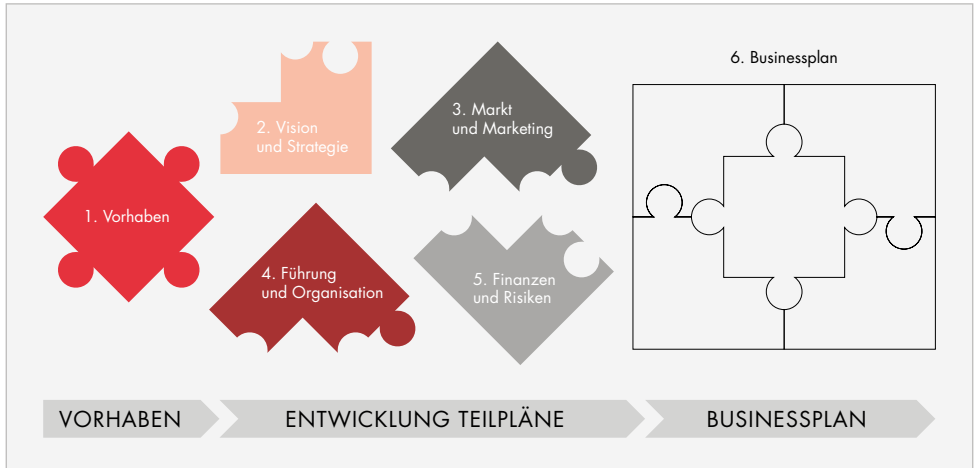 1. Vorhaben
2. Vision
und Strategie
3. Markt
und Marketing
4. Führung
und Organisation
5. Finanzen
und Risiken
6. Businessplan
VORHABEN
ENTWICKLUNG TEILPLÄNE
BUSINESSPLAN